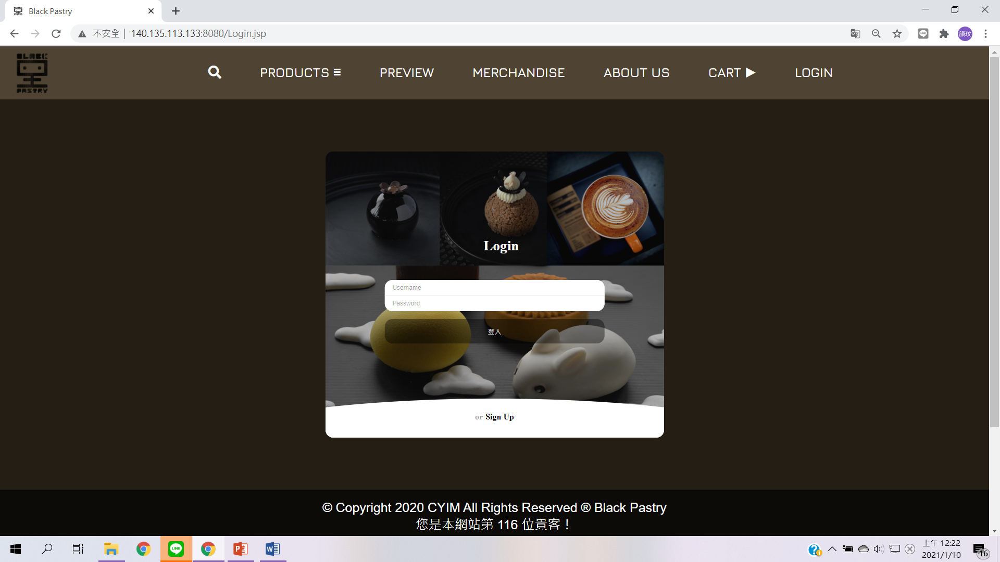 Black Pastry
不安全 140.135.113.133:8080/Login.jsp
韻玟
BLACK
PASTRY
PRODUCTS
PREVIEW
MERCHANDISE
ABOUT US
CART
LOGIN
Login
Username
Password
登入
or Sign Up
© Copyright 2020 CYIM All Rights Reserved ® Black Pastry
您是本網站第 116 位貴客！
LINE
上午 12:22
2021/1/10
16